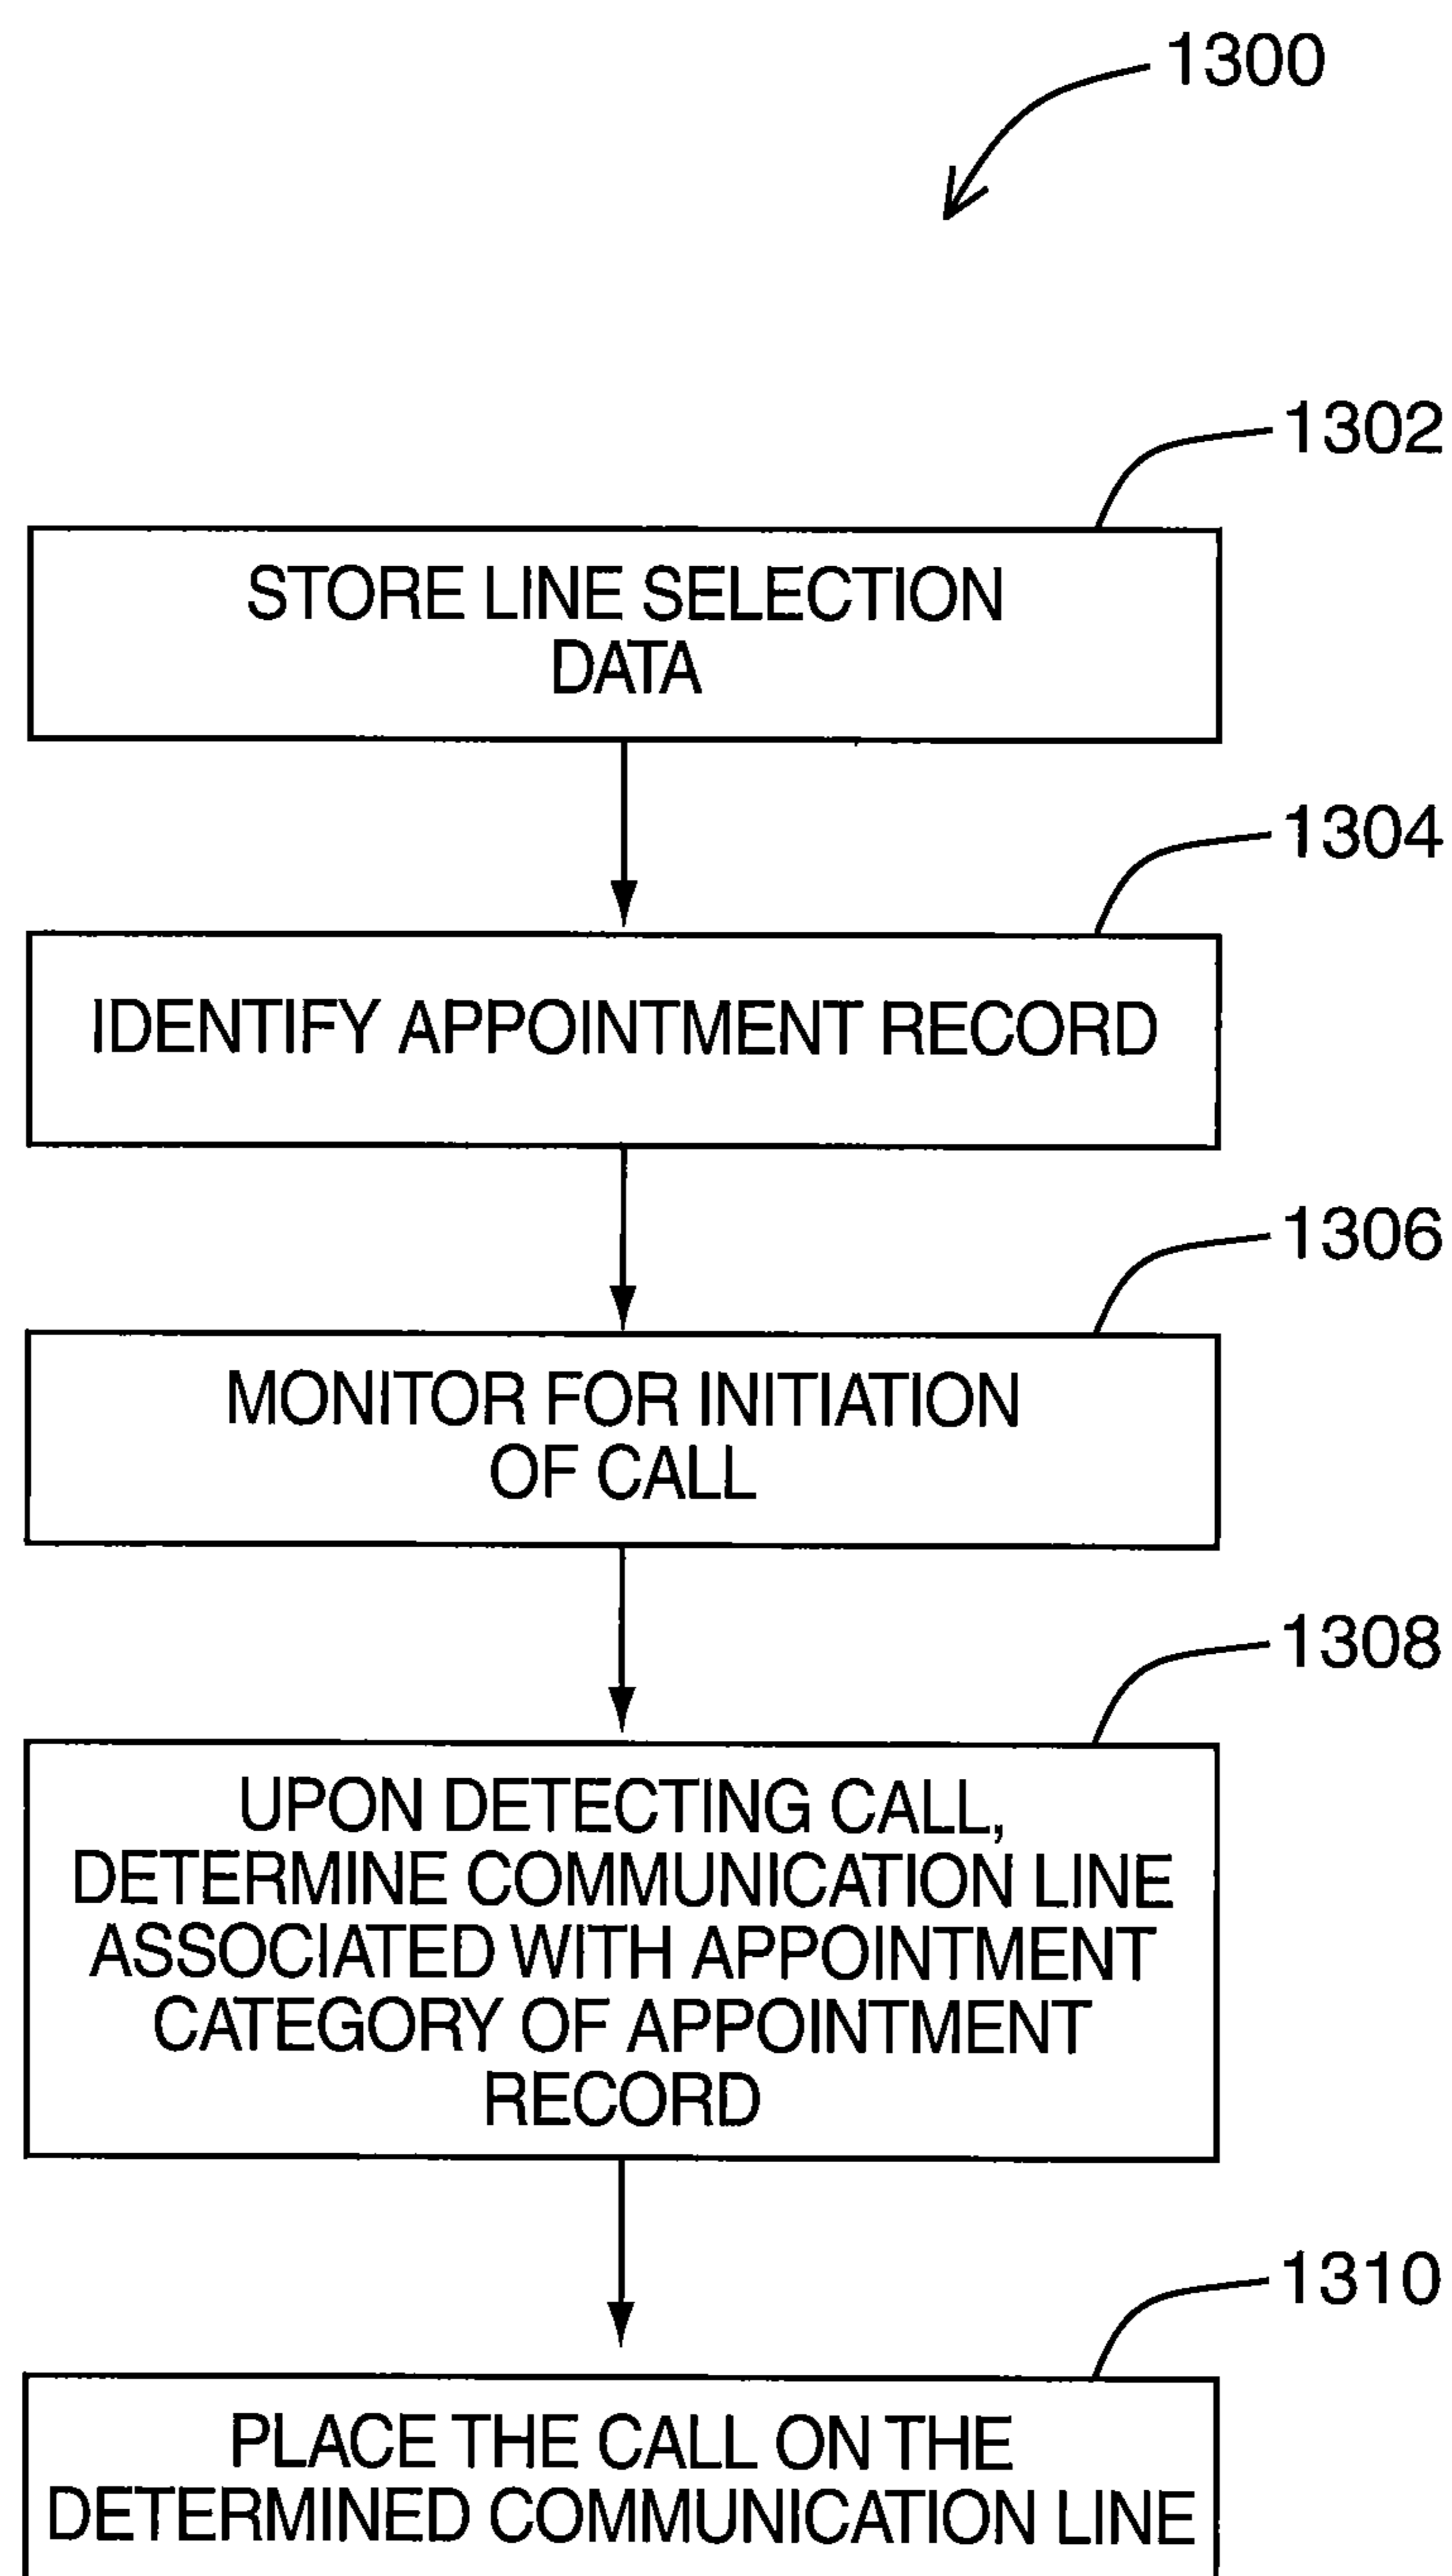 1300
1302
STORE LINE SELECTION
DATA
1304
IDENTIFY APPOINTMENT RECORD
1306
MONITOR FOR INITIATION
OF CALL
1308
UPON DETECTING CALL,
DETERMINE COMMUNICATION LINE
ASSOCIATED WITH APPOINTMENT
CATEGORY OF APPOINTMENT
RECORD
1310
PLACE THE CALL ON THE
DETERMINED COMMUNICATION LINE